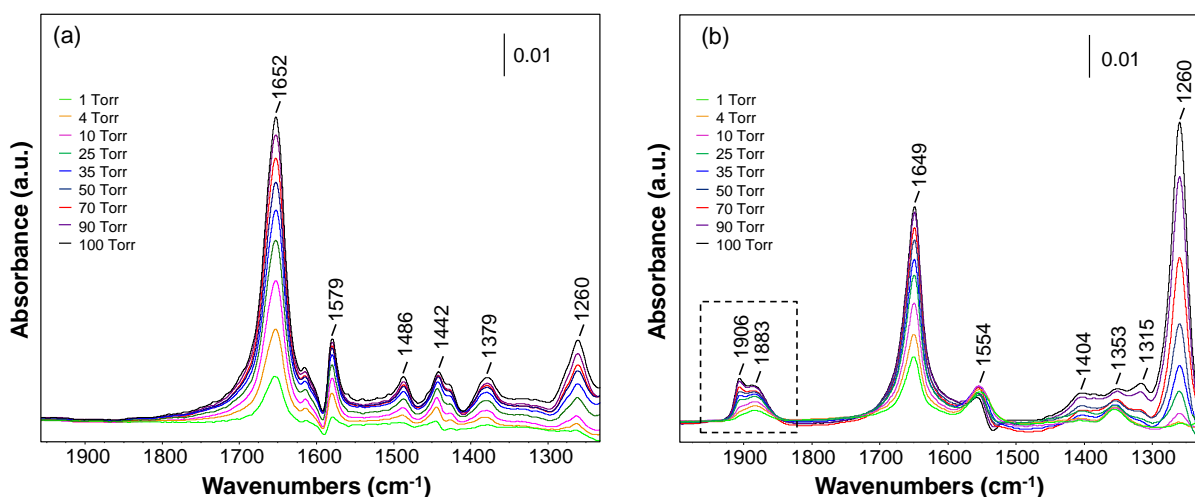 (a)
0.01
1 Torr
4 Torr
10 Torr
25 Torr
35 Torr
50 Torr
70 Torr
90 Torr
100 Torr
1652
1579
1486
1442
1379
1260
Absorbance (a.u.)
1900 1800 1700 1600 1500 1400 1300
Wavenumbers (cm-1)
(b)
0.01
1 Torr
4 Torr
10 Torr
25 Torr
35 Torr
50 Torr
70 Torr
90 Torr
100 Torr
1906
1883
1649
1554
1404
1353
1315
1260
Absorbance (a.u.)
1900 1800 1700 1600 1500 1400 1300
Wavenumbers (cm-1)